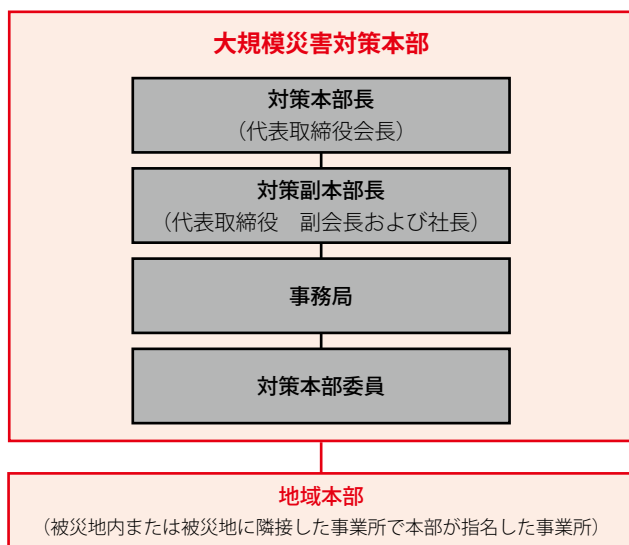 大規模災害対策本部
対策本部長
（代表取締役会長）
対策副本部長
（代表取締役　副会長および社長）
事務局
対策本部委員
地域本部
（被災地内または被災地に隣接した事業所で本部が指名した事業所）